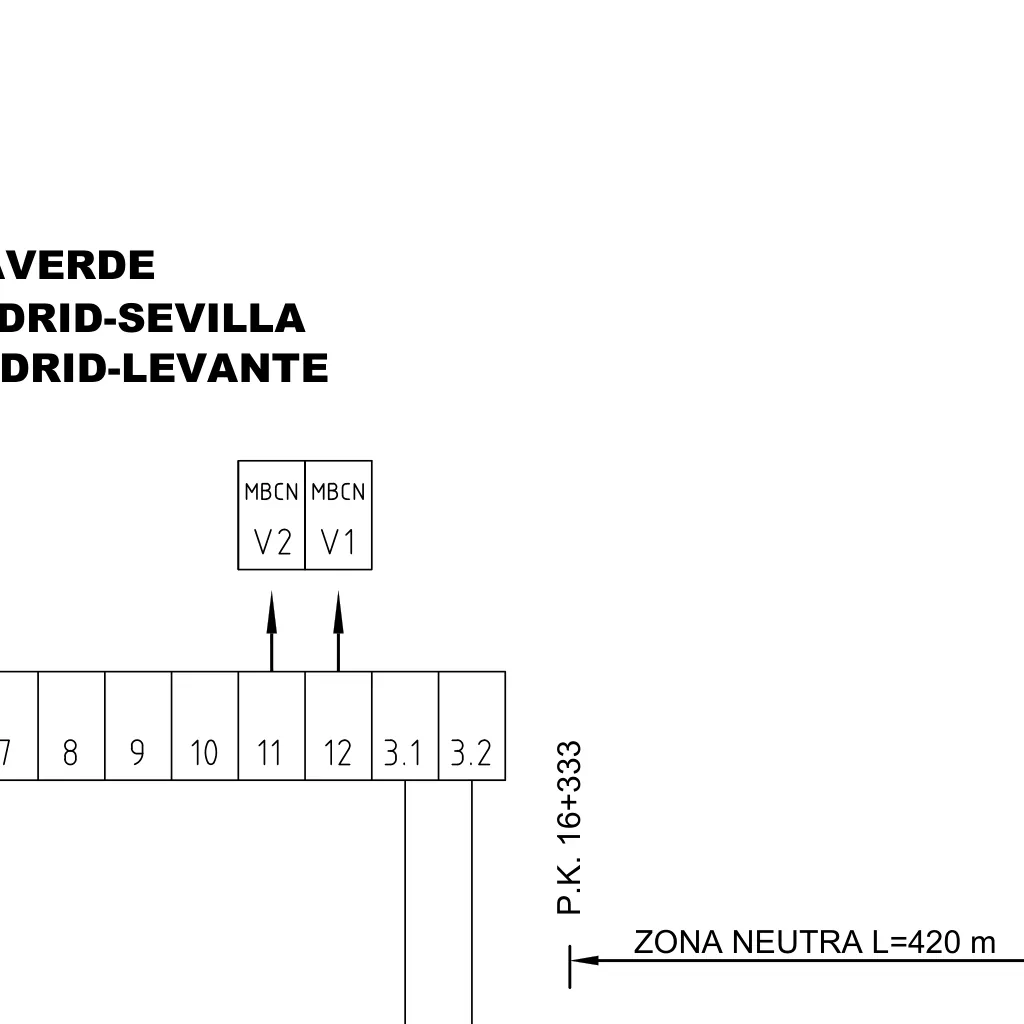 AVERDE
DRID-SEVILLA
DRID-LEVANTE
MBCN MBCN
V2 V1
7 8 9 10 11 12 3.1 3.2
P.K. 16+333
ZONA NEUTRA L=420 m